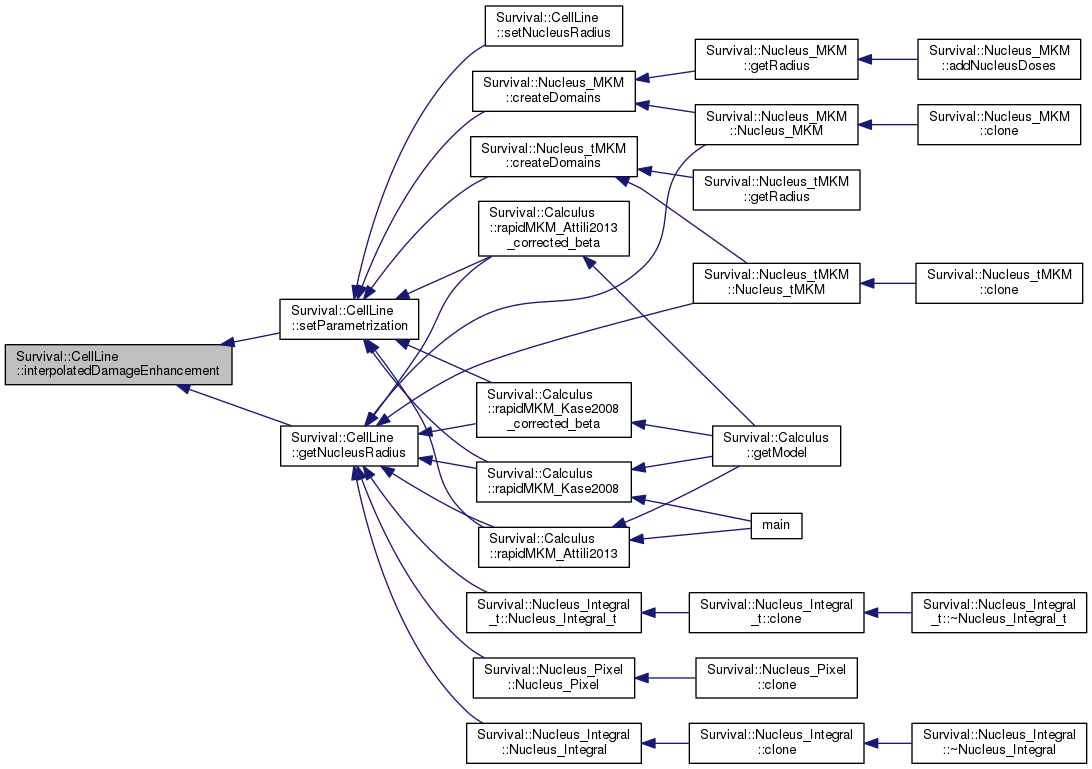 Survival::CellLine
::interpolatedDamageEnhancement
Survival::CellLine
::setParametrization
Survival::CellLine
::getNucleusRadius
Survival::CellLine
::setNucleusRadius
Survival::Nucleus_MKM
::createDomains
Survival::Nucleus_tMKM
::createDomains
Survival::Calculus
::rapidMKM_Attili2013
_corrected_beta
Survival::Calculus
::rapidMKM_Kase2008
_corrected_beta
Survival::Calculus
::rapidMKM_Kase2008
Survival::Calculus
::rapidMKM_Attili2013
Survival::Nucleus_Integral
_t::Nucleus_Integral_t
Survival::Nucleus_Pixel
::Nucleus_Pixel
Survival::Nucleus_Integral
::Nucleus_Integral
Survival::Nucleus_MKM
::getRadius
Survival::Nucleus_MKM
::Nucleus_MKM
Survival::Nucleus_tMKM
::getRadius
Survival::Nucleus_tMKM
::Nucleus_tMKM
Survival::Calculus
::getModel
main
Survival::Nucleus_Integral
_t::clone
Survival::Nucleus_Pixel
::clone
Survival::Nucleus_Integral
::clone
Survival::Nucleus_MKM
::addNucleusDoses
Survival::Nucleus_MKM
::clone
Survival::Nucleus_tMKM
::clone
Survival::Nucleus_Integral
_t::~Nucleus_Integral_t
Survival::Nucleus_Integral
::~Nucleus_Integral